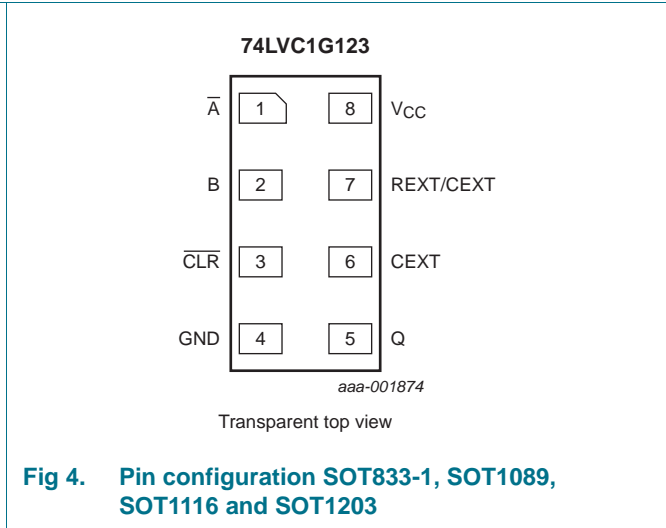 74LVC1G123
A̅ 1 8 VCC
B 2 7 REXT/CEXT
C̅L̅R̅ 3 6 CEXT
GND 4 5 Q
aaa-001874
Transparent top view
Fig 4. Pin configuration SOT833-1, SOT1089,
SOT1116 and SOT1203